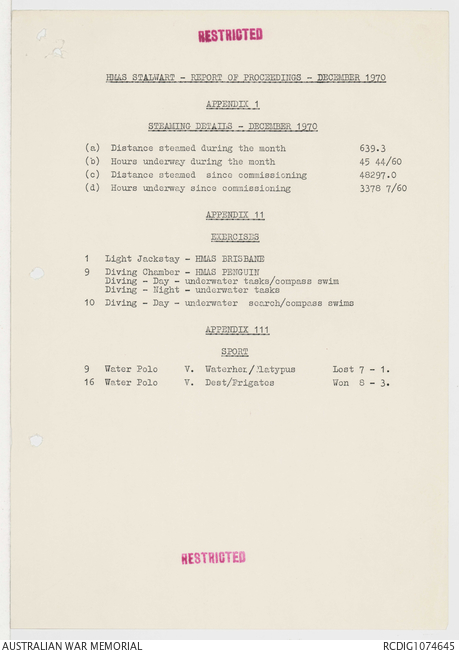 RESTRICTED
HMAS STALWART - REPORT OF PROCEEDINGS - DECEMBER 1970
APPENDIX 1
STEAMING DETAILS - DECEMBER 1970
(a) Distance steamed during the month 639.3
(b) Hours underway during the month 45 44/60
(c) Distance steamed since commissioning 48297.0
(d) Hours underway since commissioning 3378 7/60
APPENDIX 11
EXERCISES
1 Light Jackstay - HMAS BRISBANE
9 Diving Chamber - HMAS PENGUIN
Diving - Day - underwater tasks/compass swim
Diving - Night - underwater tasks
10 Diving - Day - underwater search/compass swims
APPENDIX 111
SPORT
9 Water Polo V. Waterhen/Platypus Lost 7 - 1.
16 Water Polo V. Dest/Frigates Won 8 - 3.
RESTRICTED
AUSTRALIAN WAR MEMORIAL RCDIG1074645